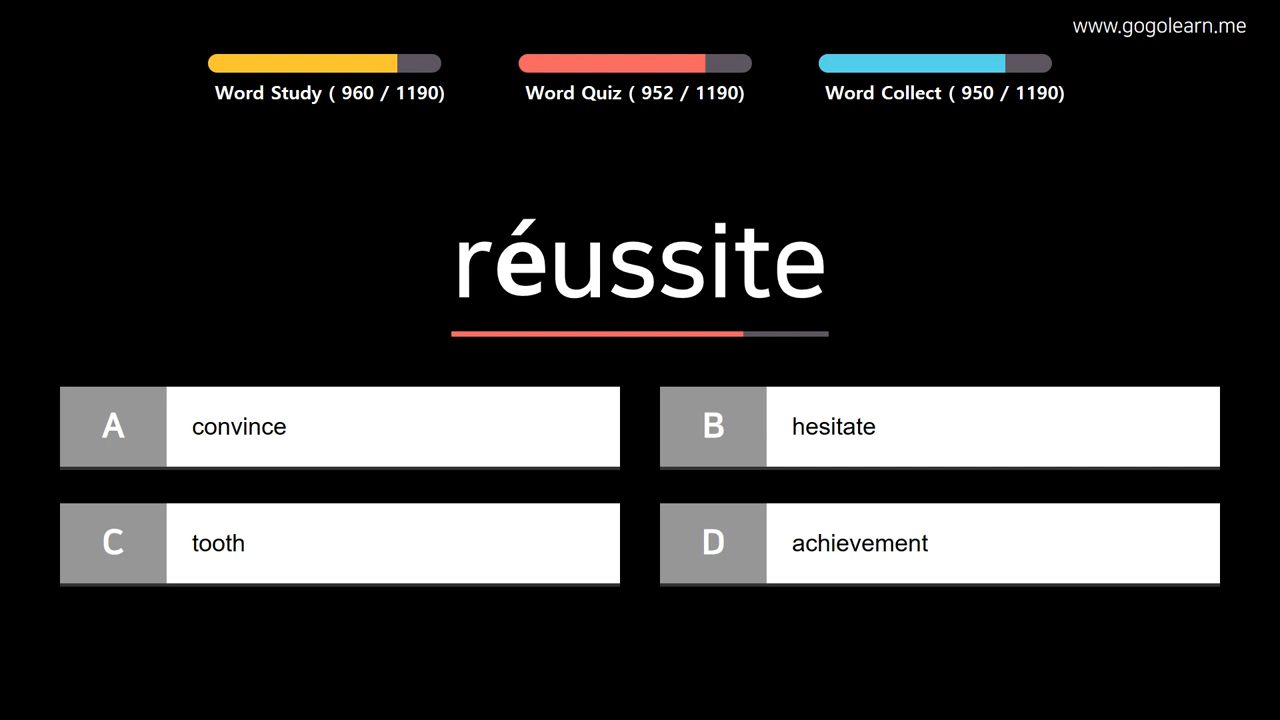 www.gogolearn.me
Word Study ( 960 / 1190)
Word Quiz ( 952 / 1190)
Word Collect ( 950 / 1190)
réussite
A convince
B hesitate
C tooth
D achievement